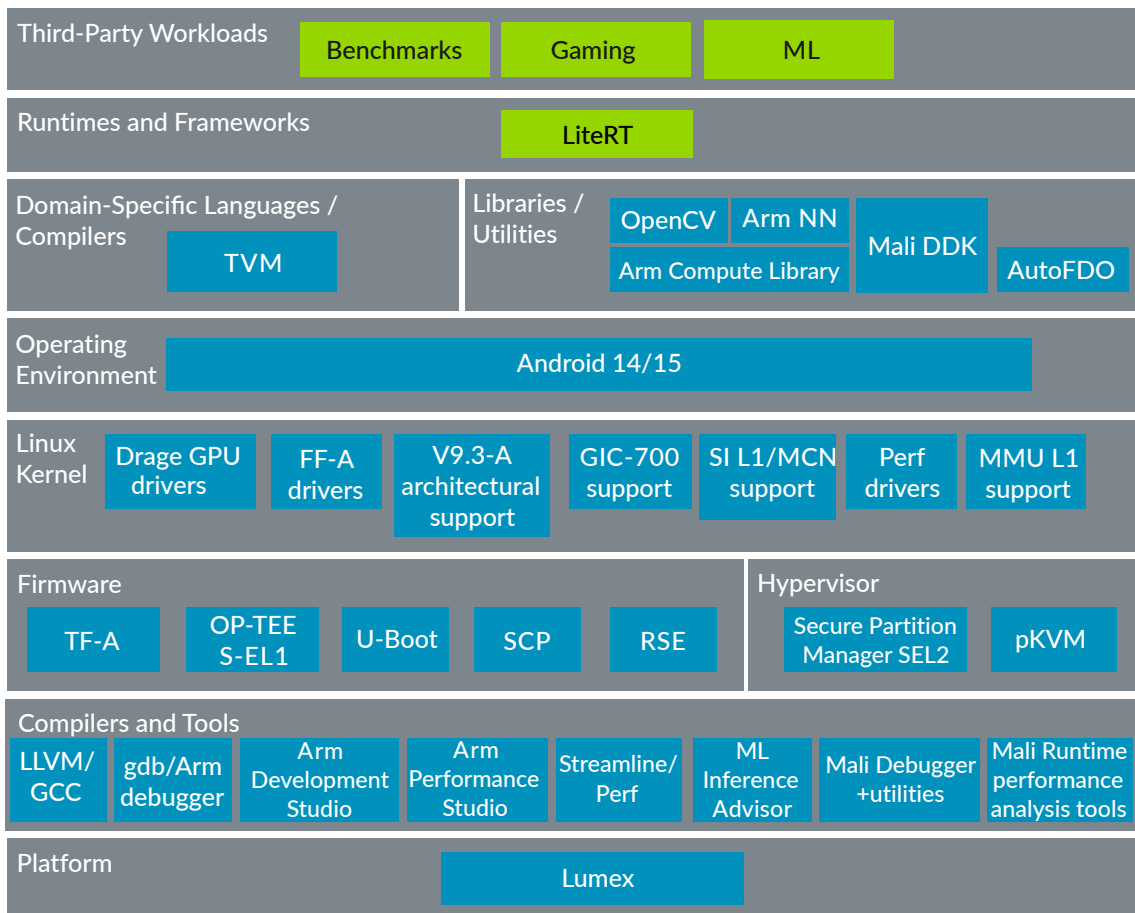 Third-Party Workloads
Benchmarks
Gaming
ML
Runtimes and Frameworks
LiteRT
Domain-Specific Languages /
Compilers
TVM
Libraries /
Utilities
OpenCV
Arm NN
Arm Compute Library
Mali DDK
AutoFDO
Operating
Environment
Android 14/15
Linux
Kernel
Drage GPU
drivers
FF-A
drivers
V9.3-A
architectural
support
GIC-700
support
SI L1/MCN
support
Perf
drivers
MMU L1
support
Firmware
TF-A
OP-TEE
S-EL1
U-Boot
SCP
RSE
Hypervisor
Secure Partition
Manager SEL2
pKVM
Compilers and Tools
LLVM/
GCC
gdb/Arm
debugger
Arm
Development
Studio
Arm
Performance
Studio
Streamline/
Perf
ML
Inference
Advisor
Mali Debugger
+utilities
Mali Runtime
performance
analysis tools
Platform
Lumex